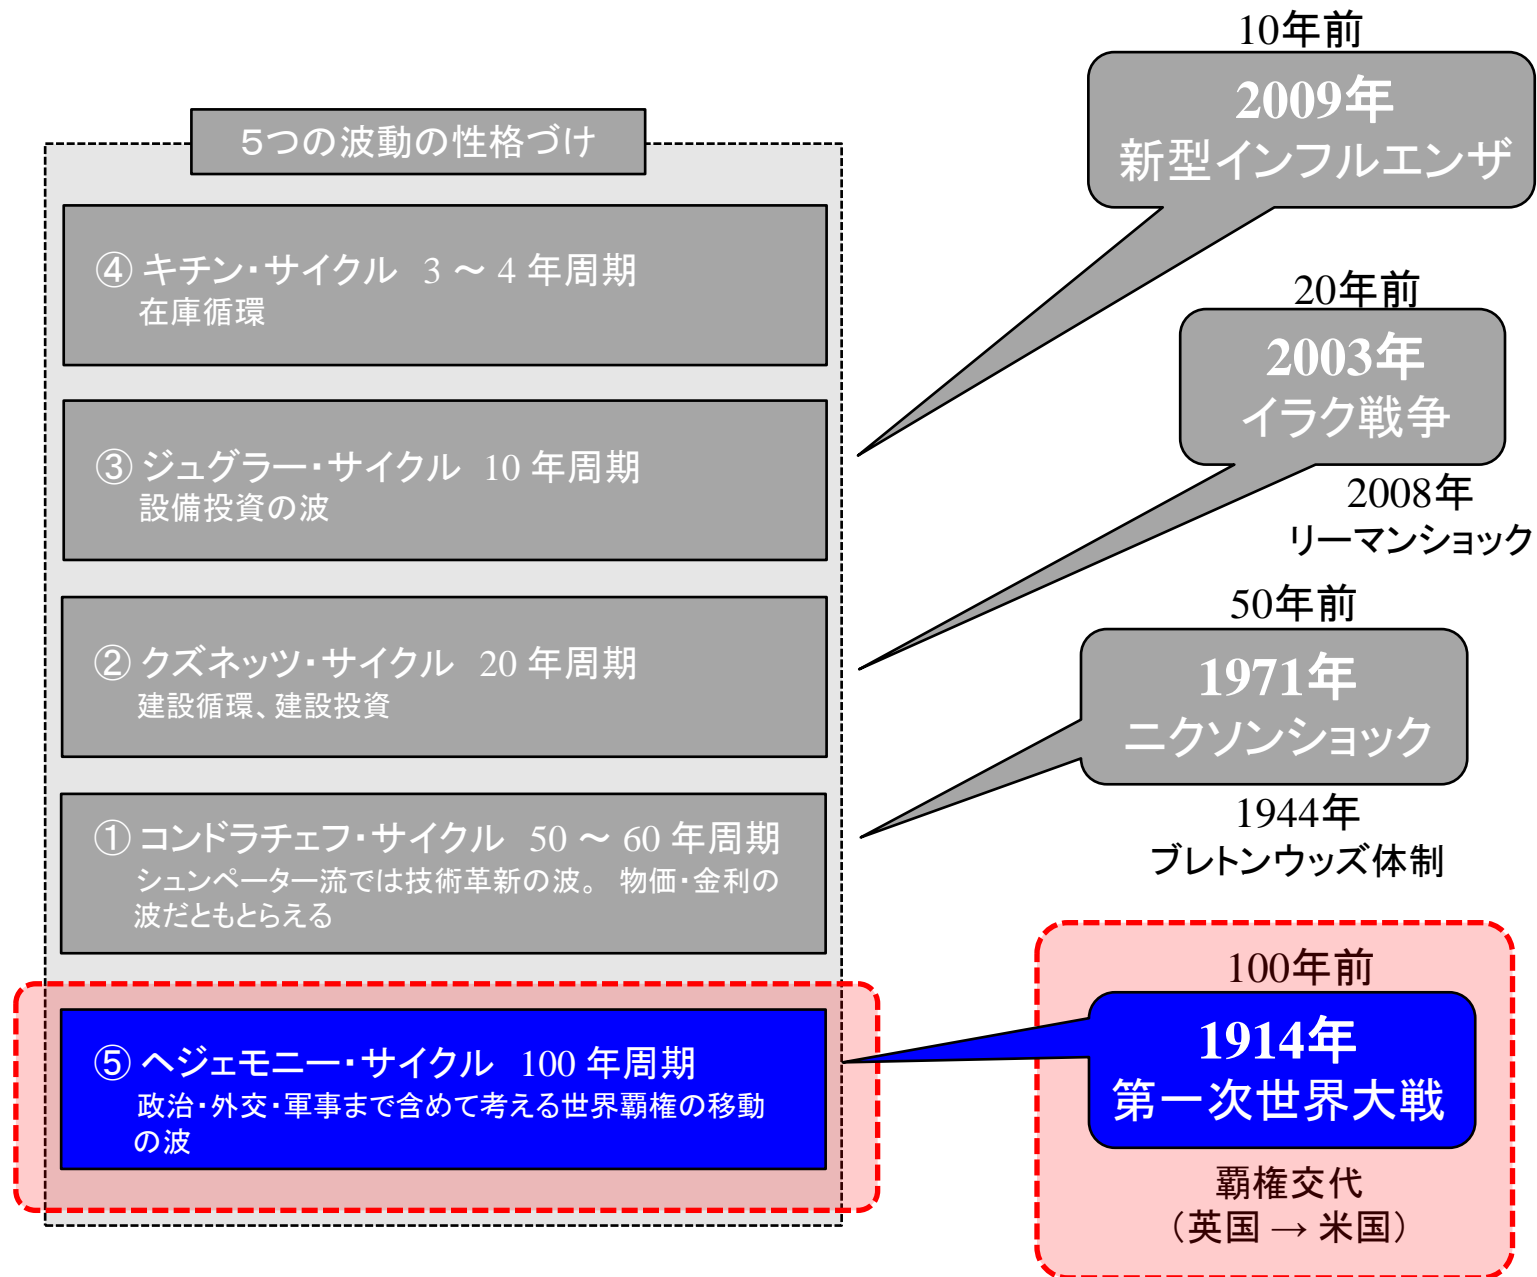 5つの波動の性格づけ
④ キチン・サイクル 3 ～ 4 年周期
在庫循環
③ ジュグラー・サイクル 10 年周期
設備投資の波
② クズネッツ・サイクル 20 年周期
建設循環、建設投資
① コンドラチェフ・サイクル 50 ～ 60 年周期
シュンペーター流では技術革新の波。 物価・金利の
波だともとらえる
⑤ ヘジェモニー・サイクル 100 年周期
政治・外交・軍事まで含めて考える世界覇権の移動
の波
10年前
2009年
新型インフルエンザ
20年前
2003年
イラク戦争
2008年
リーマンショック
50年前
1971年
ニクソンショック
1944年
ブレトンウッズ体制
100年前
1914年
第一次世界大戦
覇権交代
（英国 → 米国）